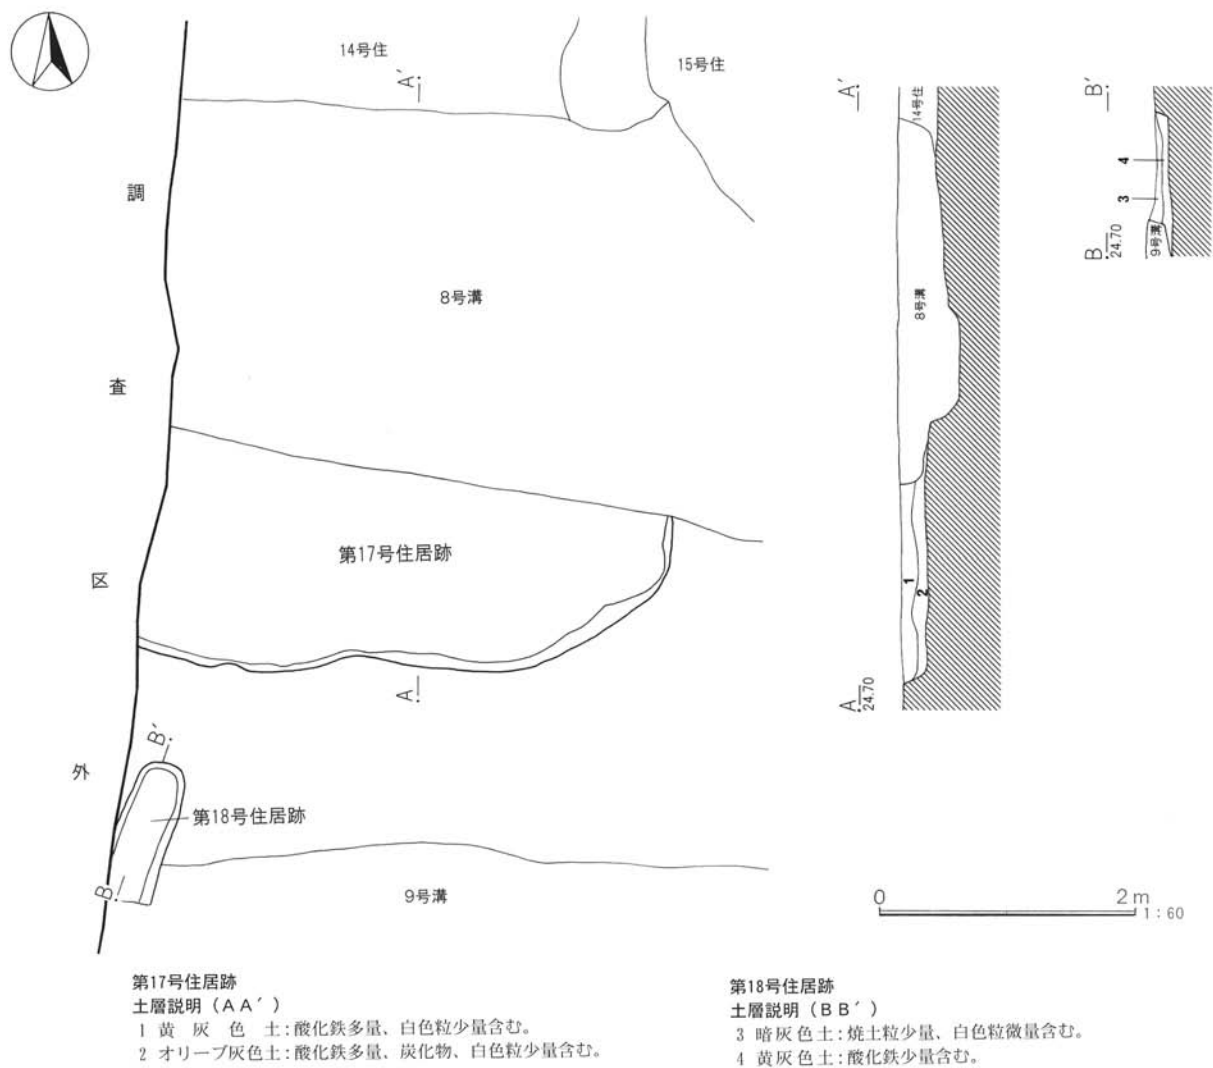 14号住
15号住
A′
A′
B′
14号住
調
4
3
8号溝
8号溝
B
24.70
9号溝
査
第17号住居跡
区
1
2
A
A
24.70
B′
外
第18号住居跡
B
9号溝
0 2m
1:60
第17号住居跡
土層説明（AA′）
1 黄灰色土：酸化鉄多量、白色粒少量含む。
2 オリーブ灰色土：酸化鉄多量、炭化物、白色粒少量含む。
第18号住居跡
土層説明（BB′）
3 暗灰色土：焼土粒少量、白色粒微量含む。
4 黄灰色土：酸化鉄少量含む。